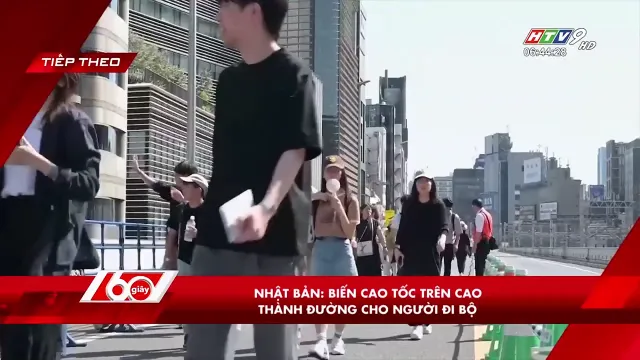 TIẾP THEO
HTV9 HD
06:44:28
60 giây
NHẬT BẢN: BIẾN CAO TỐC TRÊN CAO
THÀNH ĐƯỜNG CHO NGƯỜI ĐI BỘ